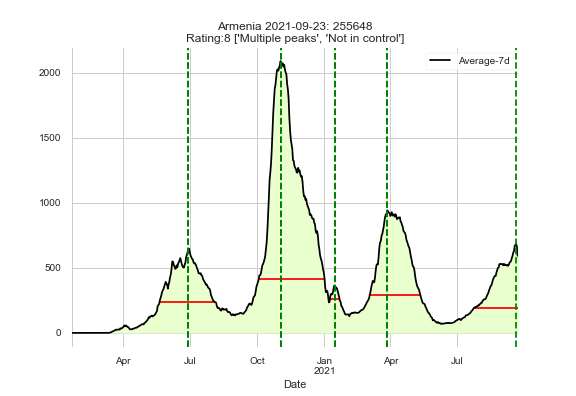 Armenia 2021-09-23: 255648
Rating:8 ['Multiple peaks', 'Not in control']
Average-7d
2000
1500
1000
500
0
Apr Jul Oct Jan Apr Jul
2021
Date